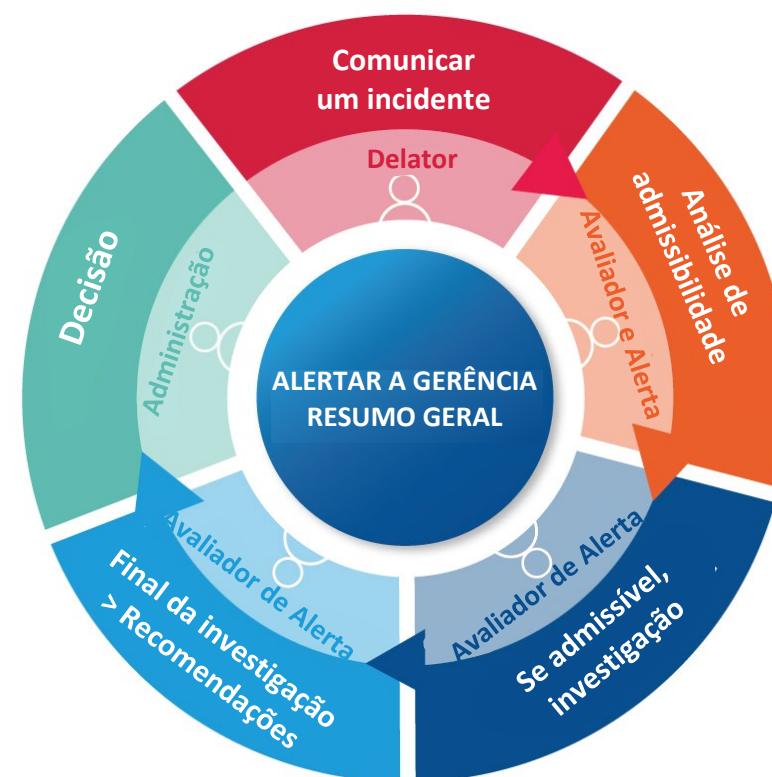 Comunicar
um incidente
Delator
Análise de
admissibilidade
Avaliador e Alerta
Se admissível,
investigação
Avaliador de Alerta
Final da investigação
> Recomendações
Avaliador de Alerta
Decisão
Administração
ALERTAR A GERÊNCIA
RESUMO GERAL